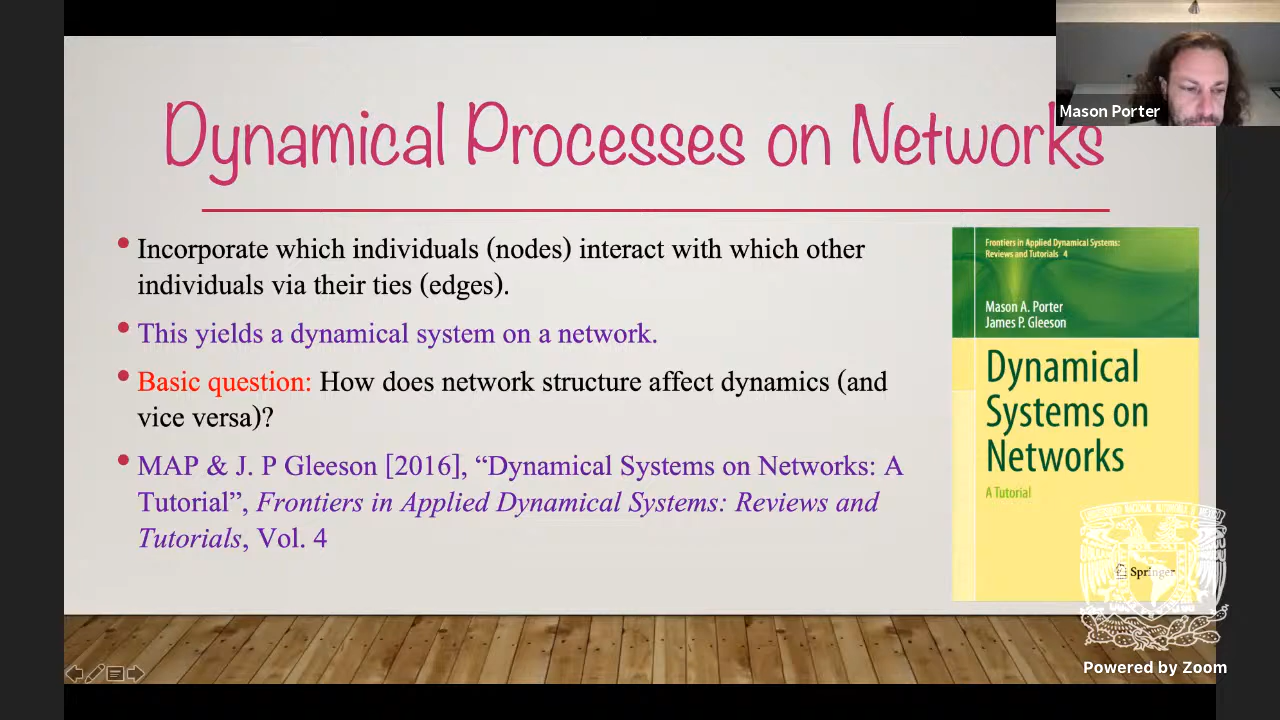 Dynamical Processes on Networks
Mason Porter
• Incorporate which individuals (nodes) interact with which other
individuals via their ties (edges).
• This yields a dynamical system on a network.
• Basic question: How does network structure affect dynamics (and
vice versa)?
• MAP & J. P Gleeson [2016], “Dynamical Systems on Networks: A
Tutorial”, Frontiers in Applied Dynamical Systems: Reviews and
Tutorials, Vol. 4
Frontiers in Applied Dynamical Systems:
Reviews and Tutorials 4
Mason A. Porter
James P. Gleeson
Dynamical
Systems on
Networks
A Tutorial
Springer
Powered by Zoom